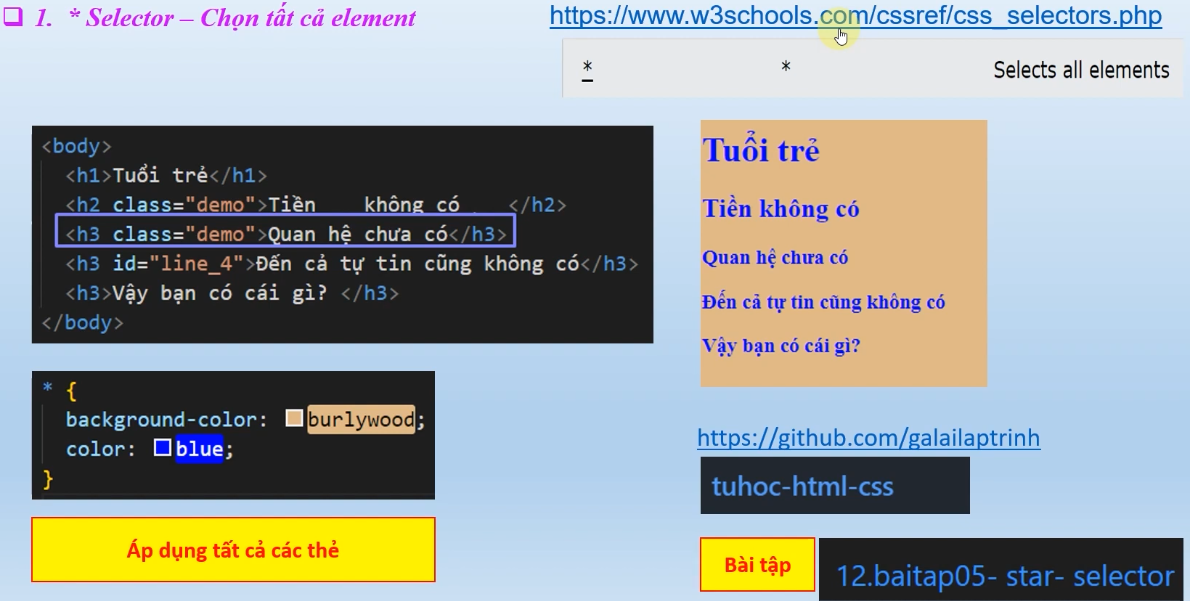 1. * Selector – Chọn tất cả element
https://www.w3schools.com/cssref/css_selectors.php
* * Selects all elements
<body>
<h1>Tuổi trẻ</h1>
<h2 class="demo">Tiền    không có    </h2>
<h3 class="demo">Quan hệ chưa có</h3>
<h3 id="line_4">Đến cả tự tin cũng không có</h3>
<h3>Vậy bạn có cái gì? </h3>
</body>
Tuổi trẻ
Tiền không có
Quan hệ chưa có
Đến cả tự tin cũng không có
Vậy bạn có cái gì?
* {
background-color: burlywood;
color: blue;
}
Áp dụng tất cả các thẻ
https://github.com/galailaptrinh
tuhoc-html-css
Bài tập
12.baitap05- star- selector